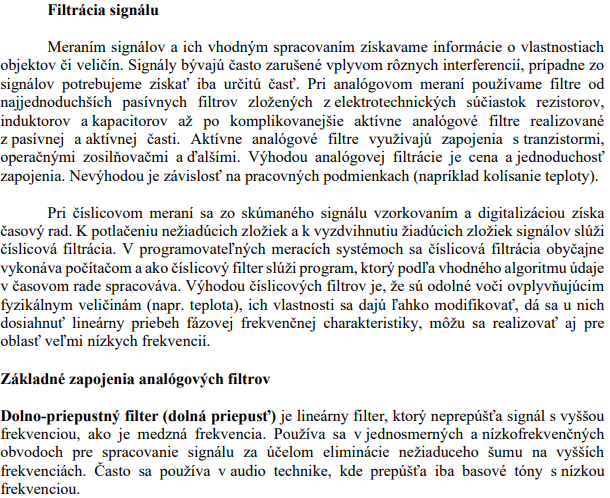 Filtrácia signálu
Meraním signálov a ich vhodným spracovaním získavame informácie o vlastnostiach
objektov či veličín. Signály bývajú často zarušené vplyvom rôznych interferencií, prípadne zo
signálov potrebujeme získať iba určitú časť. Pri analógovom meraní používame filtre od
najjednoduchších pasívnych filtrov zložených z elektrotechnických súčiastok rezistorov,
induktorov a kapacitorov až po komplikovanejšie aktívne analógové filtre realizované
z pasívnej a aktívnej časti. Aktívne analógové filtre využívajú zapojenia s tranzistormi,
operačnými zosilňovačmi a ďalšími. Výhodou analógovej filtrácie je cena a jednoduchosť
zapojenia. Nevýhodou je závislosť na pracovných podmienkach (napríklad kolísanie teploty).
Pri číslicovom meraní sa zo skúmaného signálu vzorkovaním a digitalizáciou získa
časový rad. K potlačeniu nežiadúcich zložiek a k vyzdvihnutiu žiadúcich zložiek signálov slúži
číslicová filtrácia. V programovateľných meracích systémoch sa číslicová filtrácia obyčajne
vykonáva počítačom a ako číslicový filter slúži program, ktorý podľa vhodného algoritmu údaje
v časovom rade spracováva. Výhodou číslicových filtrov je, že sú odolné voči ovplyvňujúcim
fyzikálnym veličinám (napr. teplota), ich vlastnosti sa dajú ľahko modifikovať, dá sa u nich
dosiahnuť lineárny priebeh fázovej frekvenčnej charakteristiky, môžu sa realizovať aj pre
oblasť veľmi nízkych frekvencií.
Základné zapojenia analógových filtrov
Dolno-priepustný filter (dolná priepusť) je lineárny filter, ktorý neprepúšťa signál s vyššou
frekvenciou, ako je medzná frekvencia. Používa sa v jednosmerných a nízkofrekvenčných
obvodoch pre spracovanie signálu za účelom eliminácie nežiaduceho šumu na vyšších
frekvenciách. Často sa používa v audio technike, kde prepúšťa iba basové tóny s nízkou
frekvenciou.